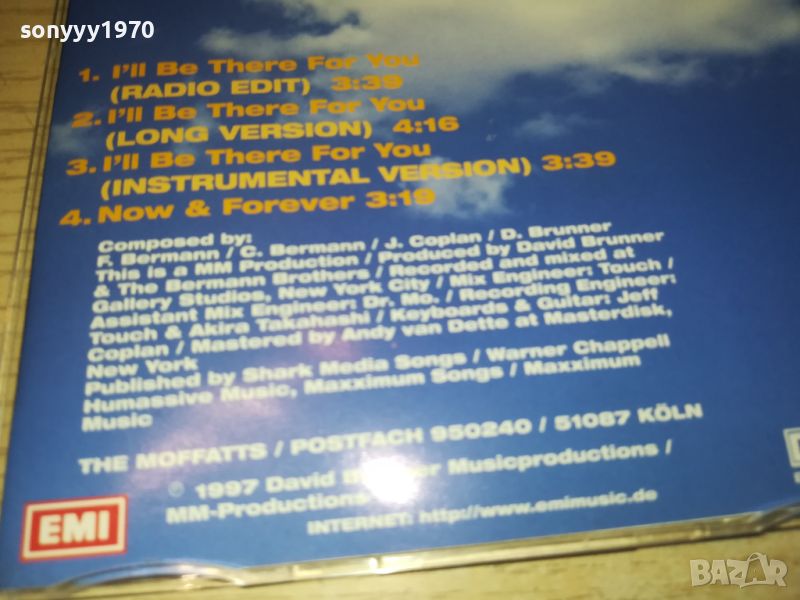 sonyyy1970
1. I'll Be There For You
(RADIO EDIT) 3:39
2. I'll Be There For You
(LONG VERSION) 4:16
3. I'll Be There For You
(INSTRUMENTAL VERSION) 3:39
4. Now & Forever 3:19
Composed by:
F. Bermann / C. Bermann / J. Coplan / D. Brunner
This is a MM Production / Produced by David Brunner
& The Bermann Brothers / Recorded and mixed at
Gallery Studios, New York City / Mix Engineer: Touch /
Assistant Mix Engineer: Dr. Mo. / Recording Engineer:
Touch & Akira Takahashi / Keyboards & Guitar: Jeff
Coplan / Mastered by Andy van Dette at Masterdisk,
New York
Published by Shark Media Songs / Warner Chappell
Humassive Music, Maxximum Songs / Maxximum
Music
THE MOFFATTS / POSTFACH 950240 / 51087 KÖLN
℗ 1997 David Musicproductions /
MM-Productions
INTERNET: http://www.emimusic.de
EMI
BAZAR